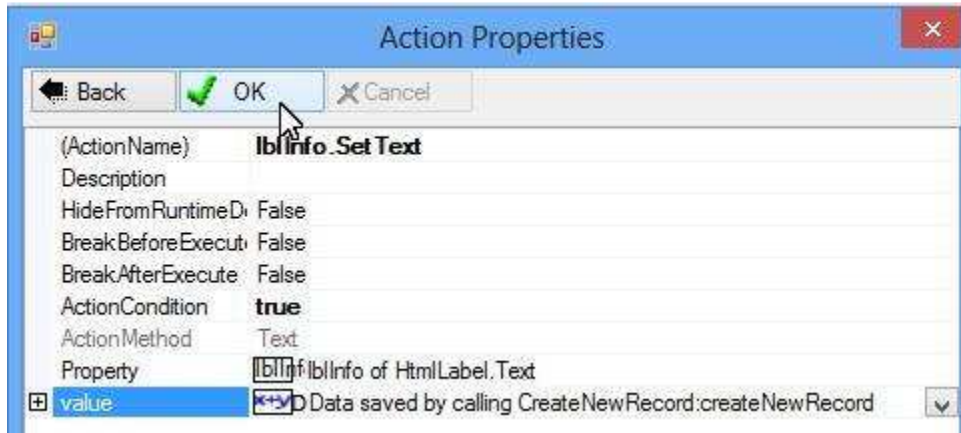 Action Properties
Back OK Cancel
(ActionName) lblInfo.SetText
Description
HideFromRuntimeD False
BreakBeforeExecut False
BreakAfterExecute False
ActionCondition true
ActionMethod Text
Property lblInf lblInfo of HtmlLabel.Text
value x+y D Data saved by calling CreateNewRecord:createNewRecord